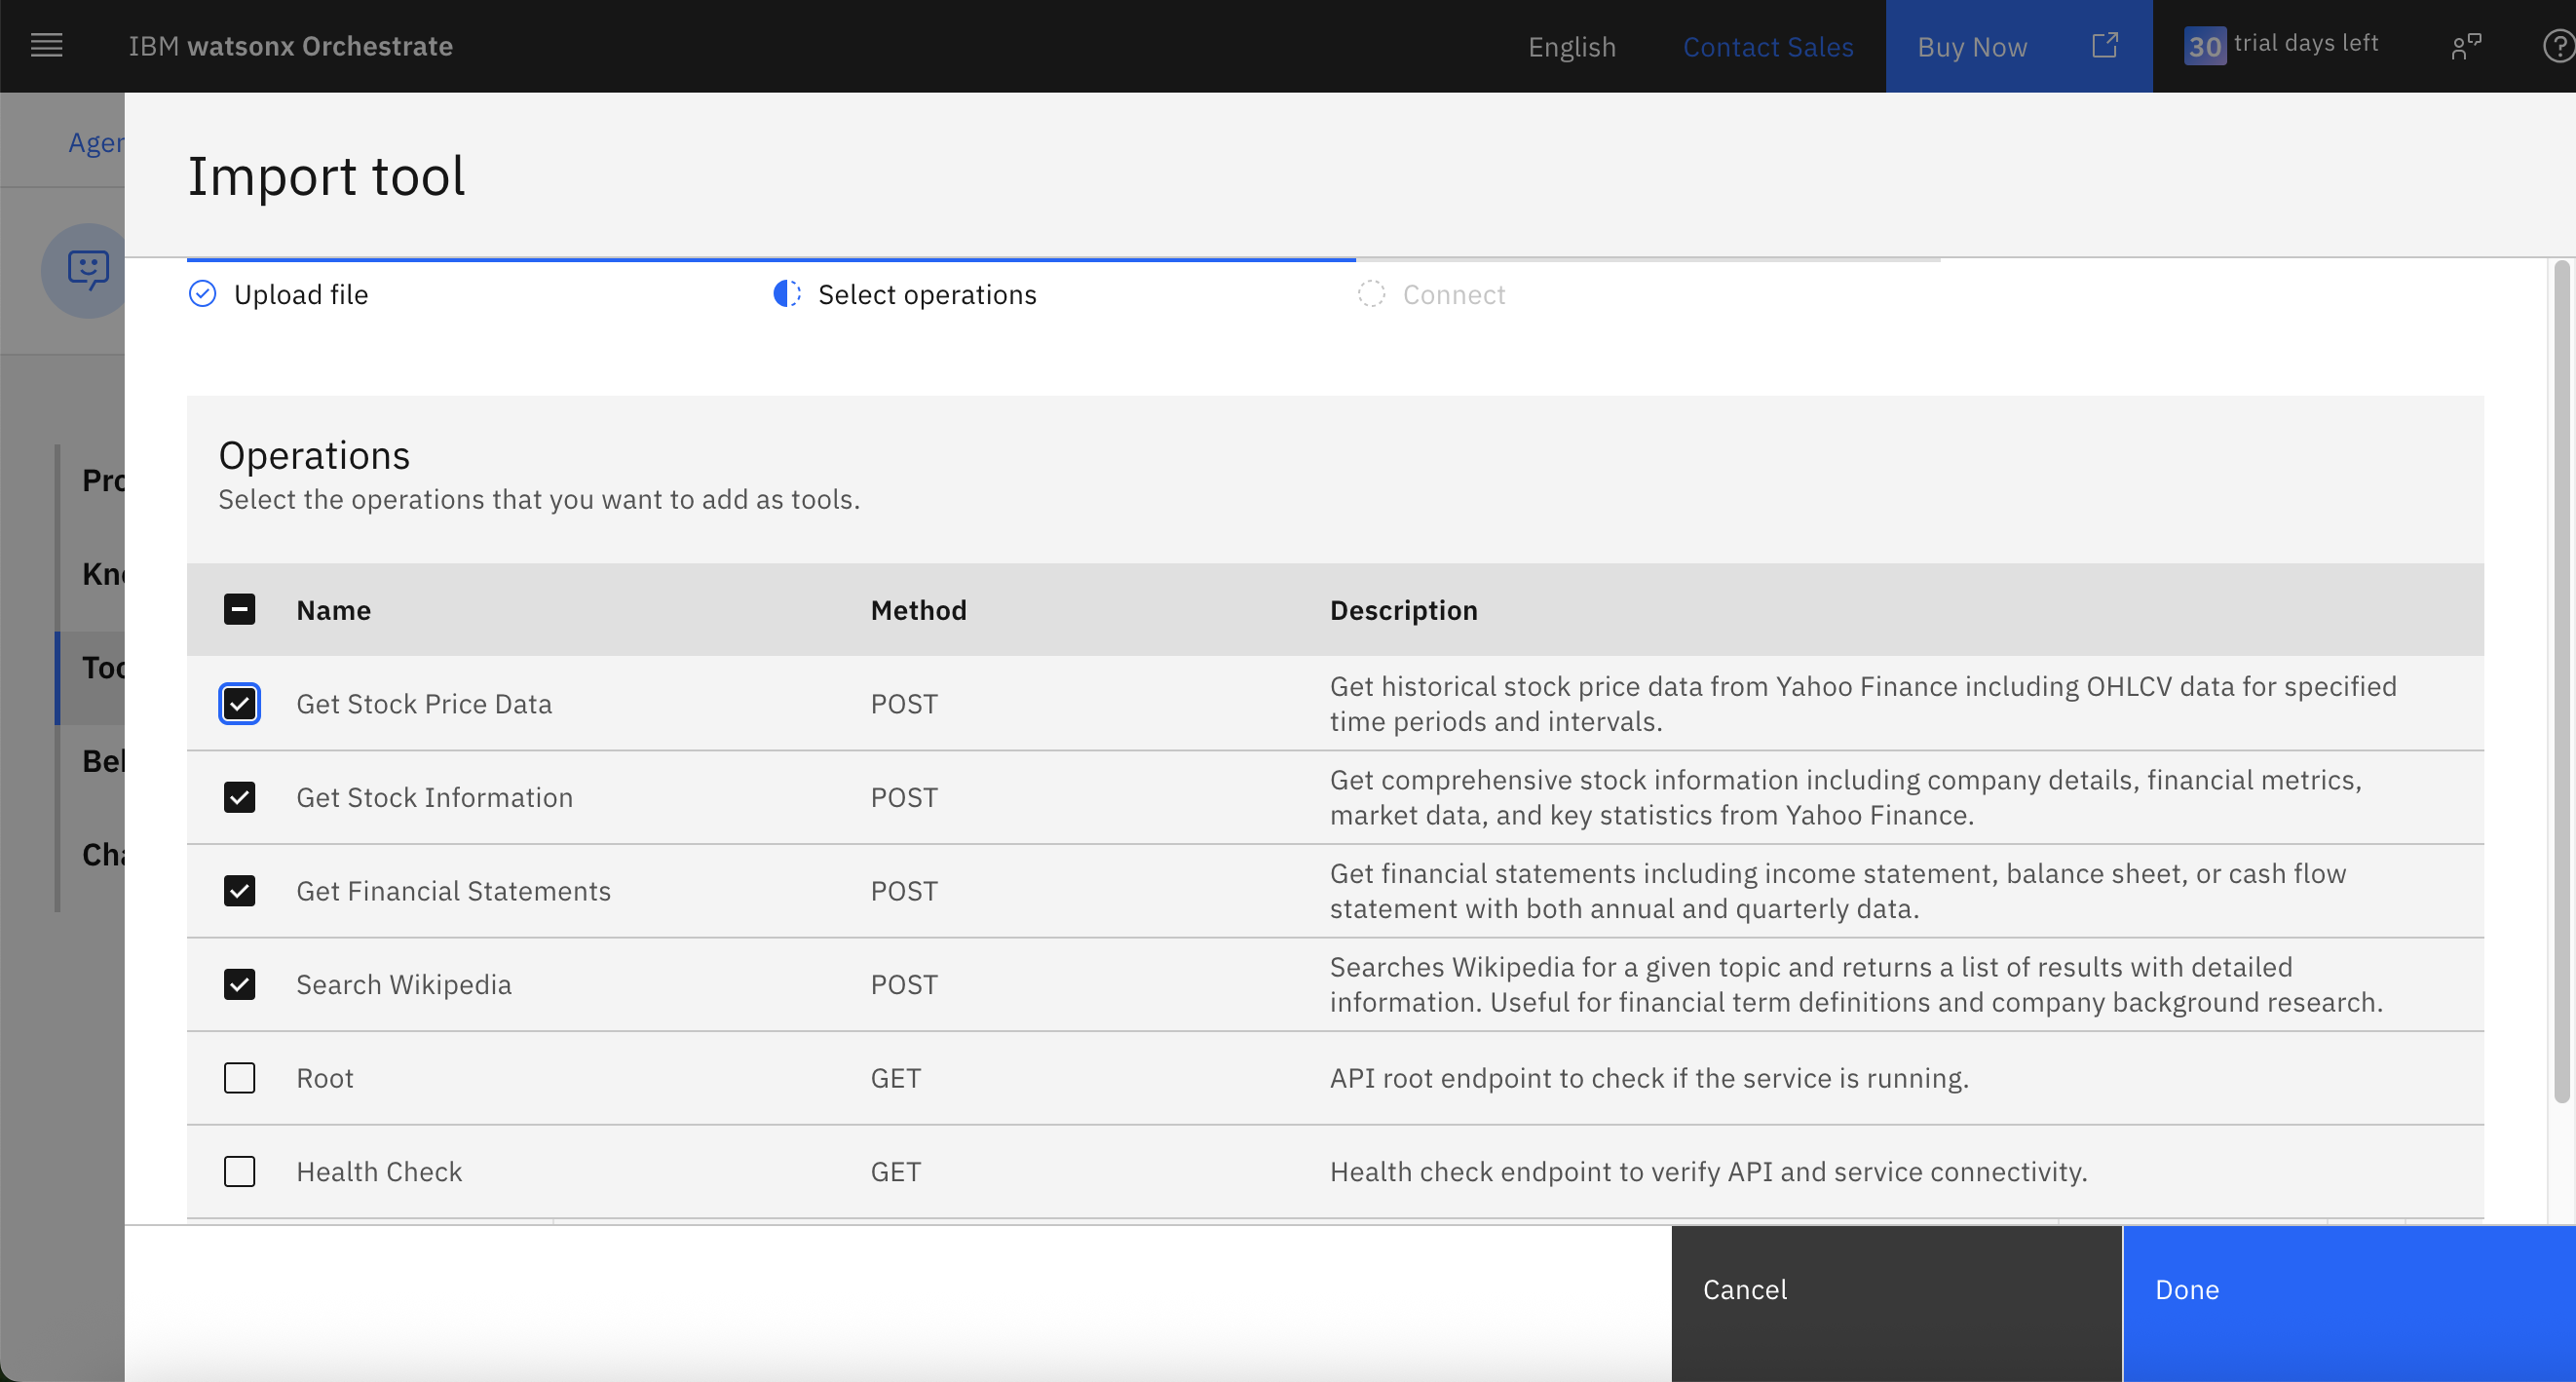 IBM watsonx Orchestrate
English
Contact Sales
Buy Now
30 trial days left
Import tool
Upload file
Select operations
Connect
Operations
Select the operations that you want to add as tools.
Name Method Description
Get Stock Price Data POST Get historical stock price data from Yahoo Finance including OHLCV data for specified
time periods and intervals.
Get Stock Information POST Get comprehensive stock information including company details, financial metrics,
market data, and key statistics from Yahoo Finance.
Get Financial Statements POST Get financial statements including income statement, balance sheet, or cash flow
statement with both annual and quarterly data.
Search Wikipedia POST Searches Wikipedia for a given topic and returns a list of results with detailed
information. Useful for financial term definitions and company background research.
Root GET API root endpoint to check if the service is running.
Health Check GET Health check endpoint to verify API and service connectivity.
Cancel
Done